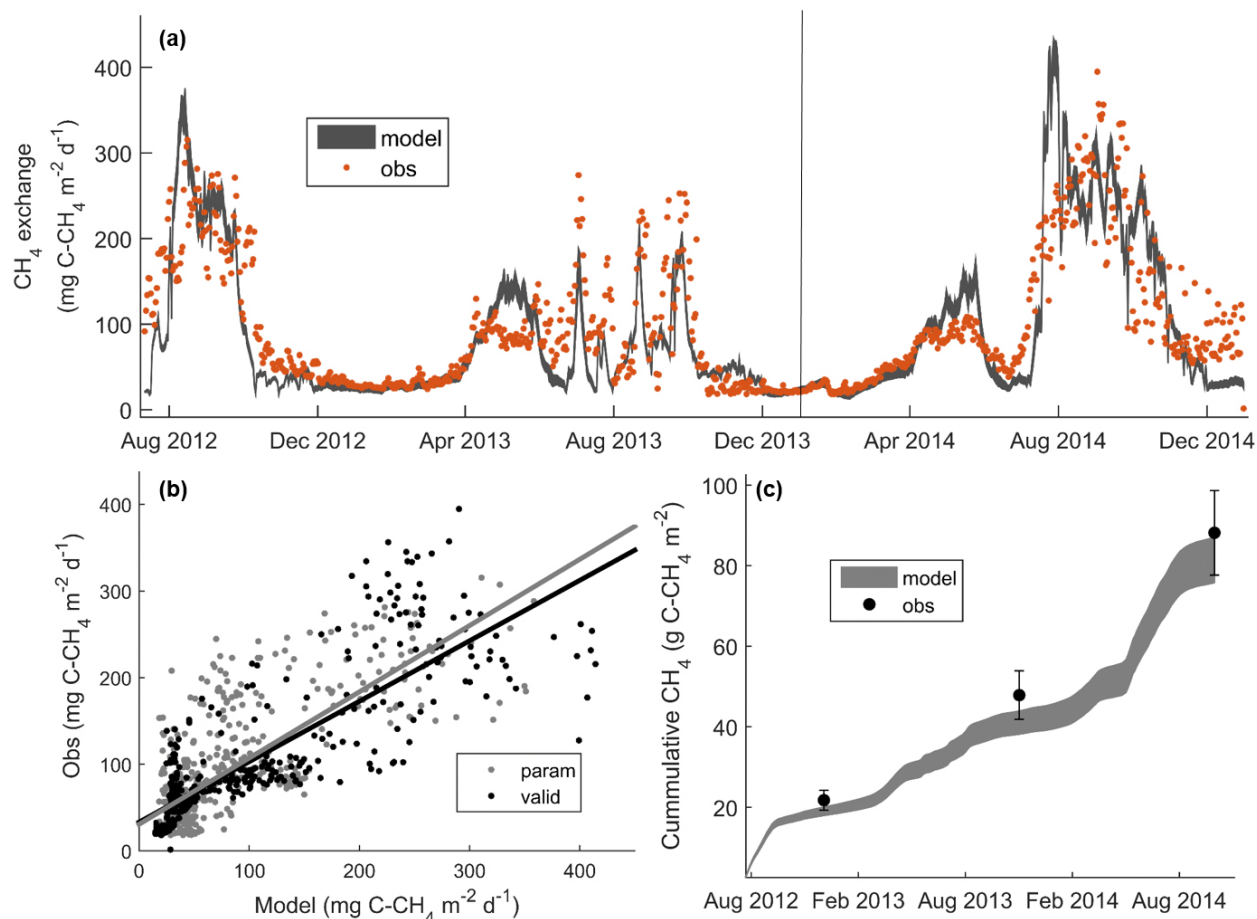 (a)
CH4 exchange
(mg C-CH4 m-2 d-1)
400
300
200
100
0
model
obs
Aug 2012 Dec 2012 Apr 2013 Aug 2013 Dec 2013 Apr 2014 Aug 2014 Dec 2014
(b)
Obs (mg C-CH4 m-2 d-1)
400
300
200
100
0
param
valid
0 100 200 300 400
Model (mg C-CH4 m-2 d-1)
(c)
Cummulative CH4 (g C-CH4 m-2)
100
80
60
40
20
model
obs
Aug 2012 Feb 2013 Aug 2013 Feb 2014 Aug 2014